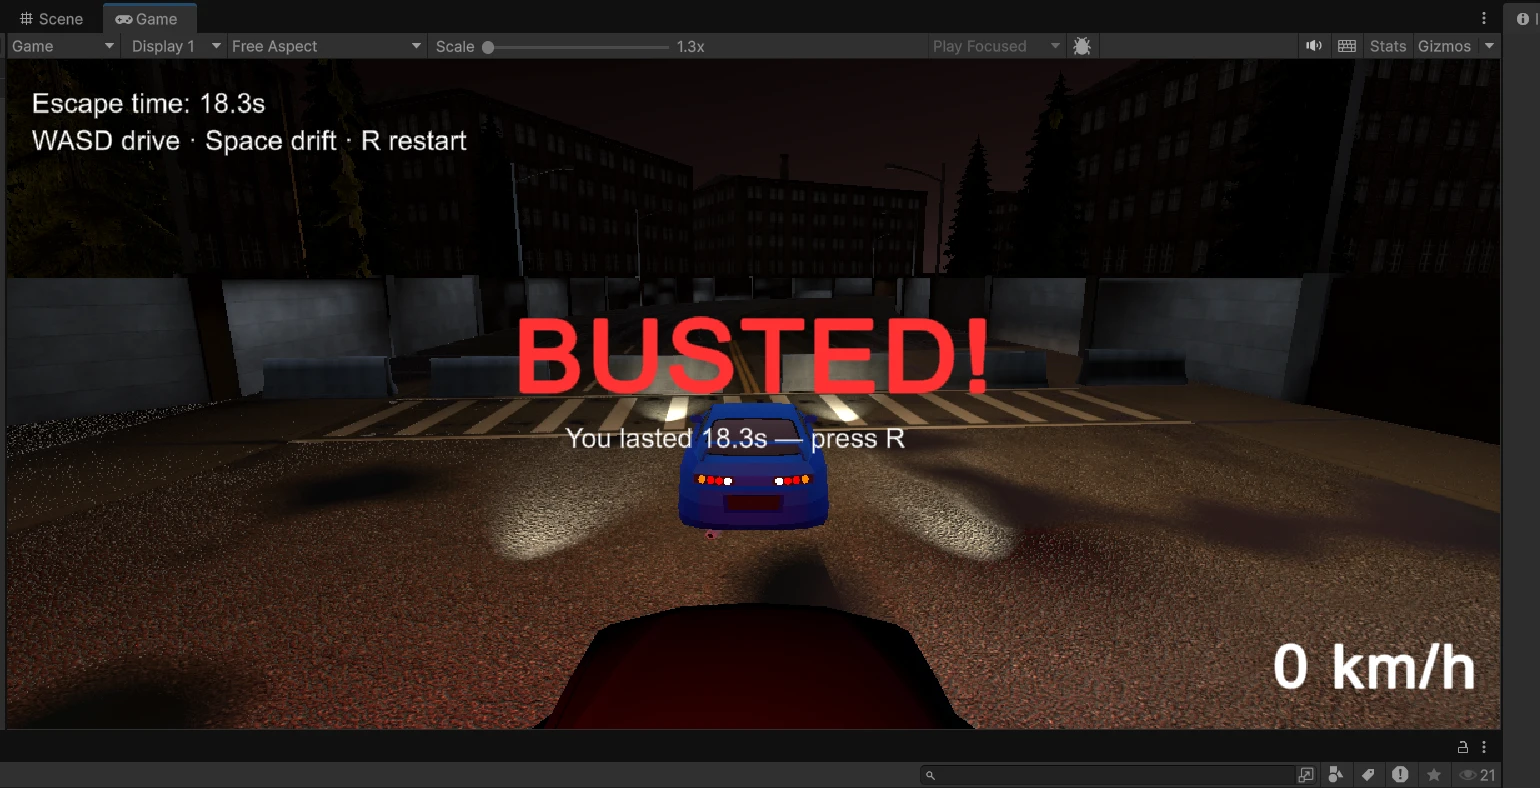 Scene
Game
Game
Display 1
Free Aspect
Scale
1.3x
Play Focused
Stats
Gizmos
Escape time: 18.3s
WASD drive · Space drift · R restart
BUSTED!
You lasted 18.3s — press R
0 km/h
21